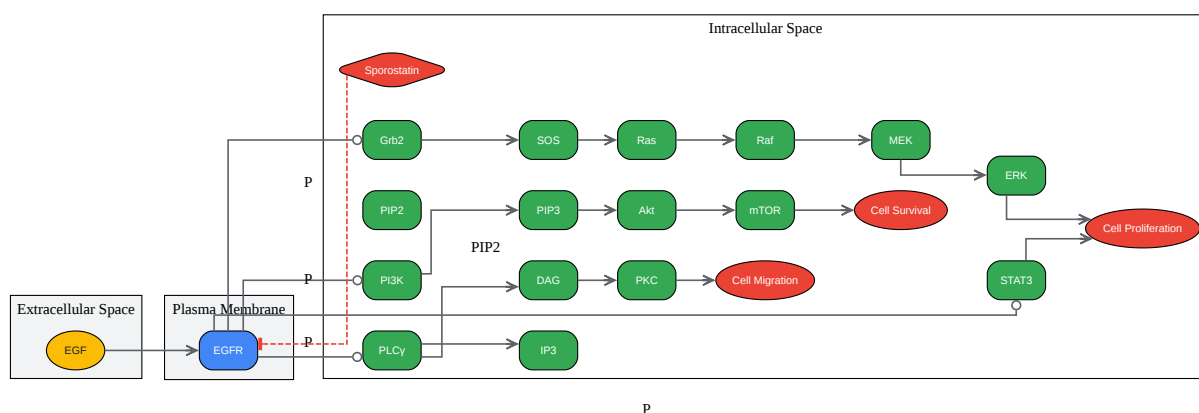 Intracellular Space
Sporostatin
Grb2
SOS
Ras
Raf
MEK
ERK
P
PIP2
PIP3
Akt
mTOR
Cell Survival
Cell Proliferation
PIP2
P
PI3K
DAG
PKC
Cell Migration
STAT3
Extracellular Space
Plasma Membrane
EGF
EGFR
P
PLCγ
IP3
P